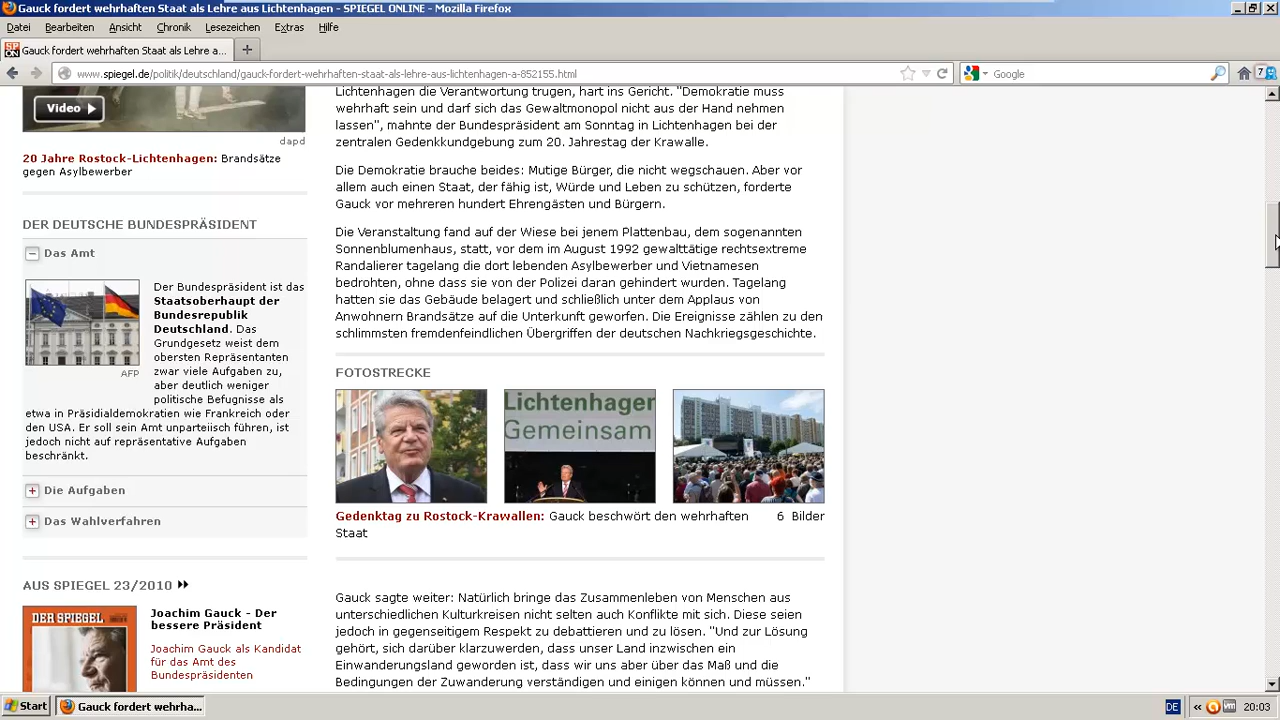 Gauck fordert wehrhaften Staat als Lehre aus Lichtenhagen - SPIEGEL ONLINE - Mozilla Firefox
Datei Bearbeiten Ansicht Chronik Lesezeichen Extras Hilfe
Gauck fordert wehrhaften Staat als Lehre a...
www.spiegel.de/politik/deutschland/gauck-fordert-wehrhaften-staat-als-lehre-aus-lichtenhagen-a-852155.html
Google
Video
dapd
20 Jahre Rostock-Lichtenhagen: Brandsätze
gegen Asylbewerber
DER DEUTSCHE BUNDESPRÄSIDENT
Das Amt
Der Bundespräsident ist das
Staatsoberhaupt der
Bundesrepublik
Deutschland. Das
Grundgesetz weist dem
obersten Repräsentanten
zwar viele Aufgaben zu,
AFP
aber deutlich weniger
politische Befugnisse als
etwa in Präsidialdemokratien wie Frankreich oder
den USA. Er soll sein Amt unparteiisch führen, ist
jedoch nicht auf repräsentative Aufgaben
beschränkt.
Die Aufgaben
Das Wahlverfahren
AUS SPIEGEL 23/2010
DER SPIEGEL
Joachim Gauck - Der
bessere Präsident
Joachim Gauck als Kandidat
für das Amt des
Bundespräsidenten
Lichtenhagen die Verantwortung trugen, hart ins Gericht. "Demokratie muss
wehrhaft sein und darf sich das Gewaltmonopol nicht aus der Hand nehmen
lassen", mahnte der Bundespräsident am Sonntag in Lichtenhagen bei der
zentralen Gedenkkundgebung zum 20. Jahrestag der Krawalle.
Die Demokratie brauche beides: Mutige Bürger, die nicht wegschauen. Aber vor
allem auch einen Staat, der fähig ist, Würde und Leben zu schützen, forderte
Gauck vor mehreren hundert Ehrengästen und Bürgern.
Die Veranstaltung fand auf der Wiese bei jenem Plattenbau, dem sogenannten
Sonnenblumenhaus, statt, vor dem im August 1992 gewalttätige rechtsextreme
Randalierer tagelang die dort lebenden Asylbewerber und Vietnamesen
bedrohten, ohne dass sie von der Polizei daran gehindert wurden. Tagelang
hatten sie das Gebäude belagert und schließlich unter dem Applaus von
Anwohnern Brandsätze auf die Unterkunft geworfen. Die Ereignisse zählen zu den
schlimmsten fremdenfeindlichen Übergriffen der deutschen Nachkriegsgeschichte.
FOTOSTRECKE
Lichtenhagen
Gemeinsam
Gedenktag zu Rostock-Krawallen: Gauck beschwört den wehrhaften 6 Bilder
Staat
Gauck sagte weiter: Natürlich bringe das Zusammenleben von Menschen aus
unterschiedlichen Kulturkreisen nicht selten auch Konflikte mit sich. Diese seien
jedoch in gegenseitigem Respekt zu debattieren und zu lösen. "Und zur Lösung
gehört, sich darüber klarzuwerden, dass unser Land inzwischen ein
Einwanderungsland geworden ist, dass wir uns aber über das Maß und die
Bedingungen der Zuwanderung verständigen und einigen können und müssen."
Start Gauck fordert wehrha... DE 20:03